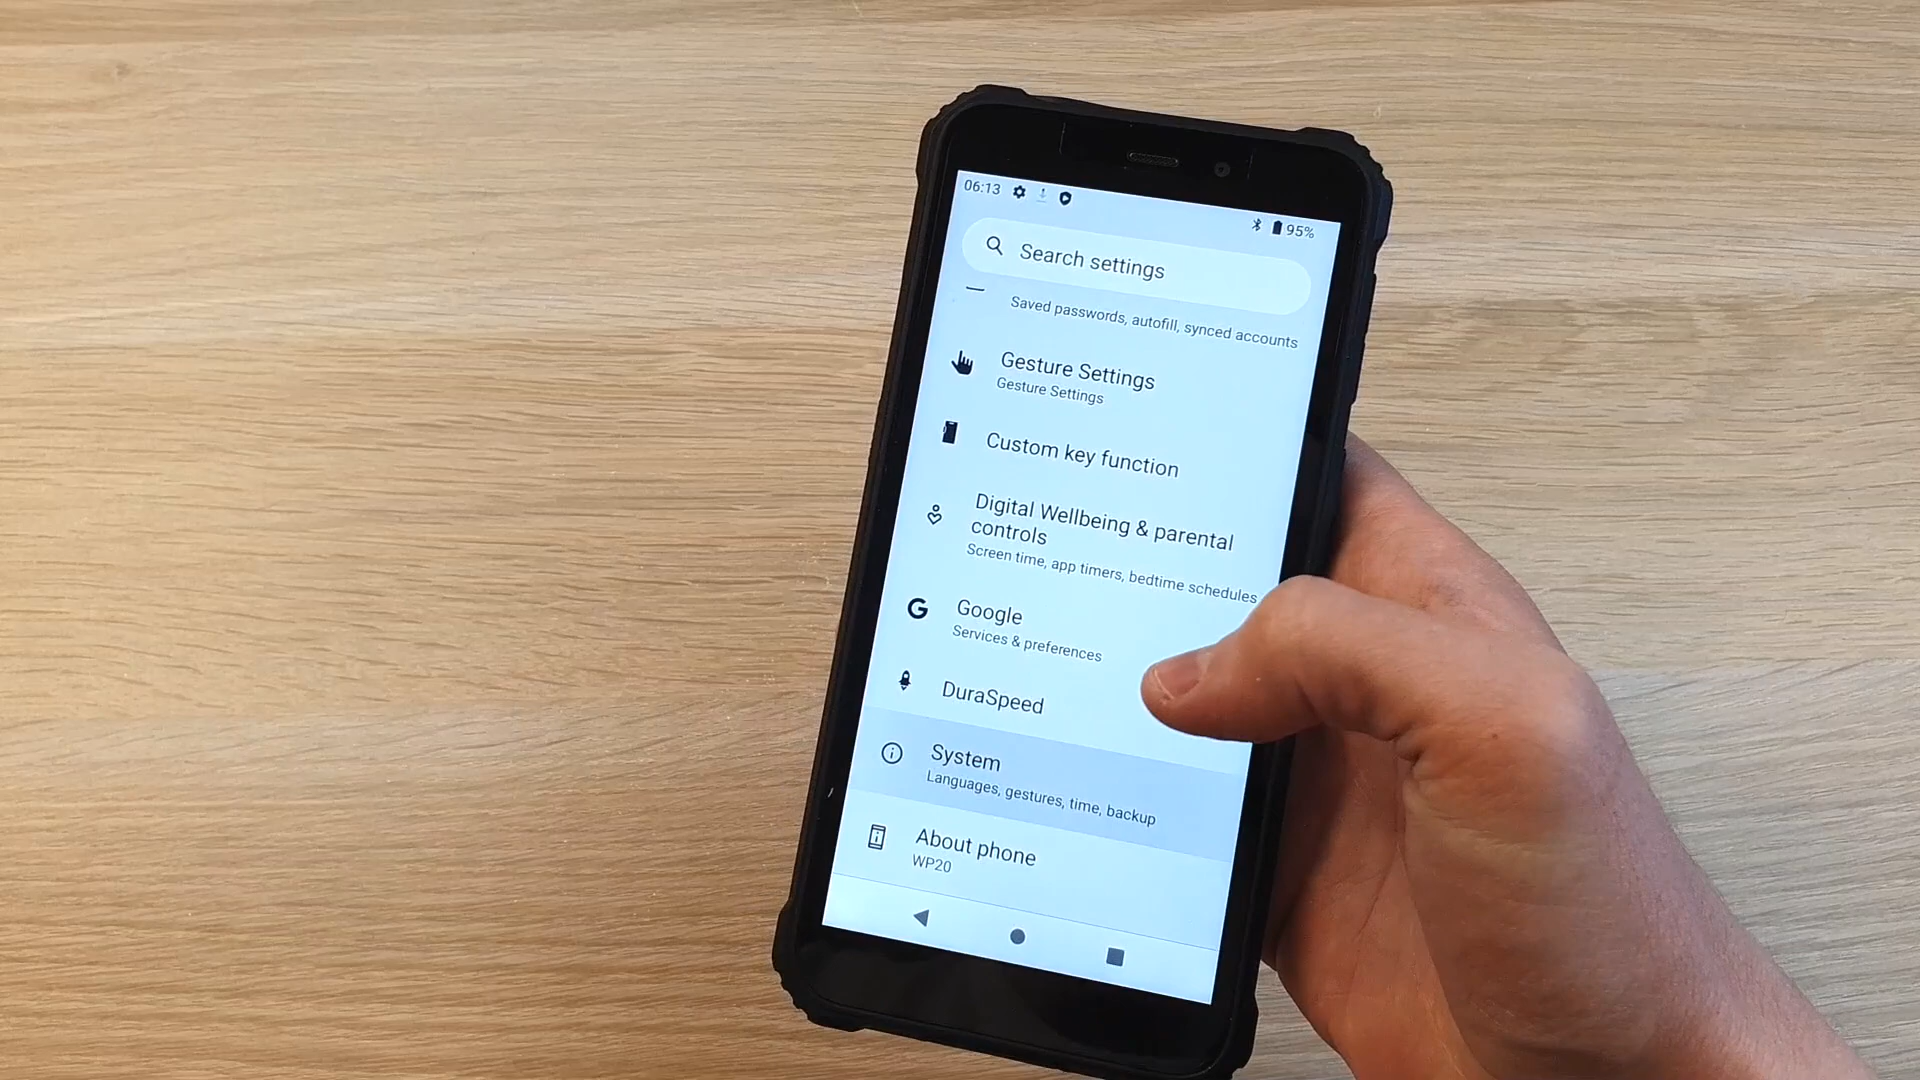 06:13
95%
Search settings
Saved passwords, autofill, synced accounts
Gesture Settings
Gesture Settings
Custom key function
Digital Wellbeing & parental
controls
Screen time, app timers, bedtime schedules
Google
Services & preferences
DuraSpeed
System
Languages, gestures, time, backup
About phone
WP20